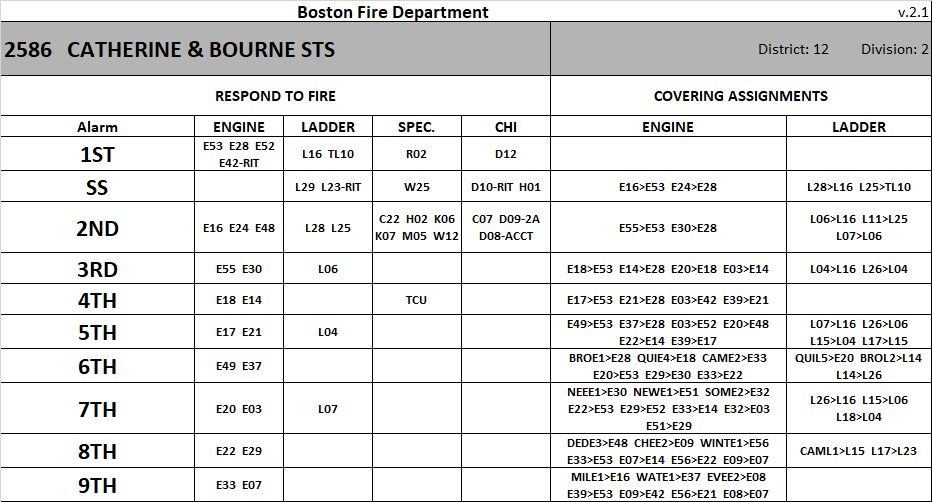 Boston Fire Department v.2.1
2586 CATHERINE & BOURNE STS District: 12 Division: 2
RESPOND TO FIRE COVERING ASSIGNMENTS
Alarm ENGINE LADDER SPEC. CHI ENGINE LADDER
1ST E53 E28 E52 L16 TL10 R02 D12
E42-RIT
SS L29 L23-RIT W25 D10-RIT H01 E16>E53 E24>E28 L28>L16 L25>TL10
2ND E16 E24 E48 L28 L25 C22 H02 K06 C07 D09-2A E55>E53 E30>E28 L06>L16 L11>L25
K07 M05 W12 D08-ACCT L07>L06
3RD E55 E30 L06 E18>E53 E14>E28 E20>E18 E03>E14 L04>L16 L26>L04
4TH E18 E14 TCU E17>E53 E21>E28 E03>E42 E39>E21
5TH E17 E21 L04 E49>E53 E37>E28 E03>E52 E20>E48 L07>L16 L26>L06
E22>E14 E39>E17 L15>L04 L17>L15
6TH E49 E37 BROE1>E28 QUIE4>E18 CAME2>E33 QUIL5>E20 BROL2>L14
E20>E53 E29>E30 E33>E22 L14>L26
7TH E20 E03 L07 NEEE1>E30 NEWE1>E51 SOME2>E32 L26>L16 L15>L06
E22>E53 E29>E52 E33>E14 E32>E03 L18>L04
E51>E29
8TH E22 E29 DEDE3>E48 CHEE2>E09 WINTE1>E56 CAML1>L15 L17>L23
E33>E53 E07>E14 E56>E22 E09>E07
9TH E33 E07 MILE1>E16 WATE1>E37 EVEE2>E08
E39>E53 E09>E42 E56>E21 E08>E07